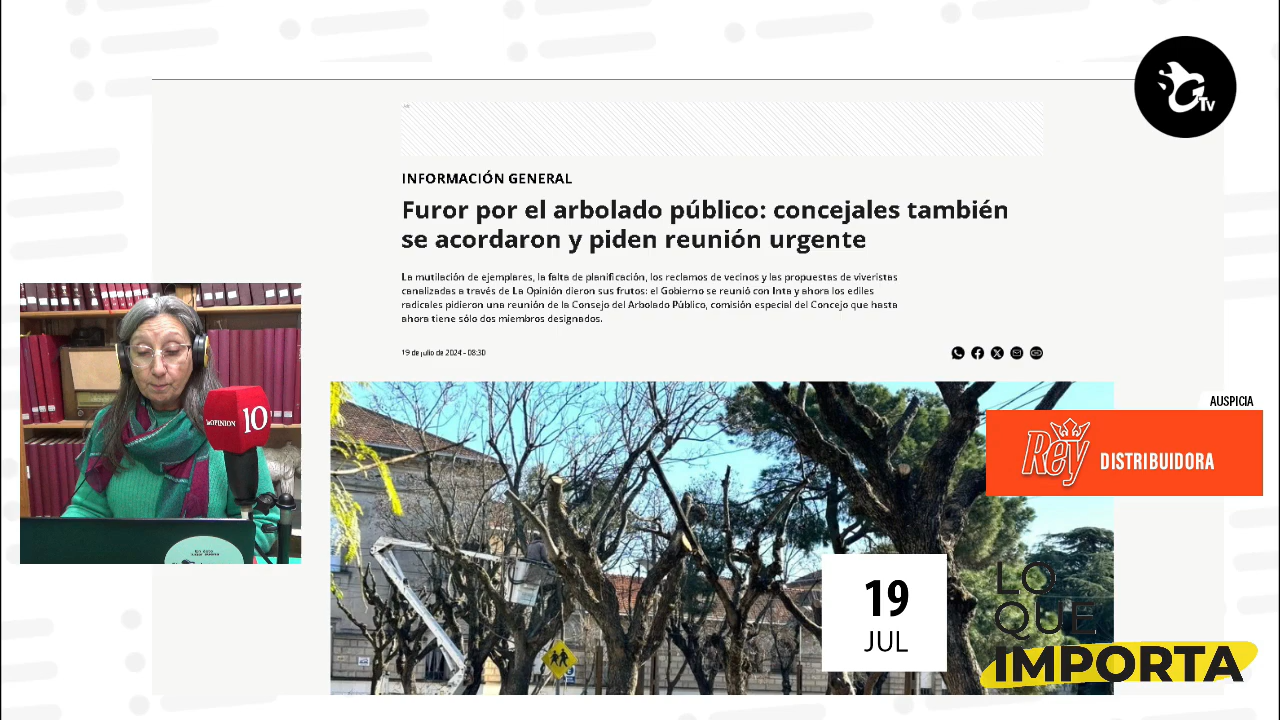 GTV
INFORMACIÓN GENERAL
Furor por el arbolado público: concejales también
se acordaron y piden reunión urgente
La mutilación de ejemplares, la falta de planificación, los reclamos de vecinos y las propuestas de viveristas
canalizadas a través de La Opinión dieron sus frutos: el Gobierno se reunió con Inta y ahora los ediles
radicales pidieron una reunión de la Consejo del Arbolado Público, comisión especial del Concejo que hasta
ahora tiene sólo dos miembros designados.
19 de julio de 2024 - 08:30
LA OPINION
10
AUSPICIA
Rey DISTRIBUIDORA
19
JUL
LO
QUE
IMPORTA